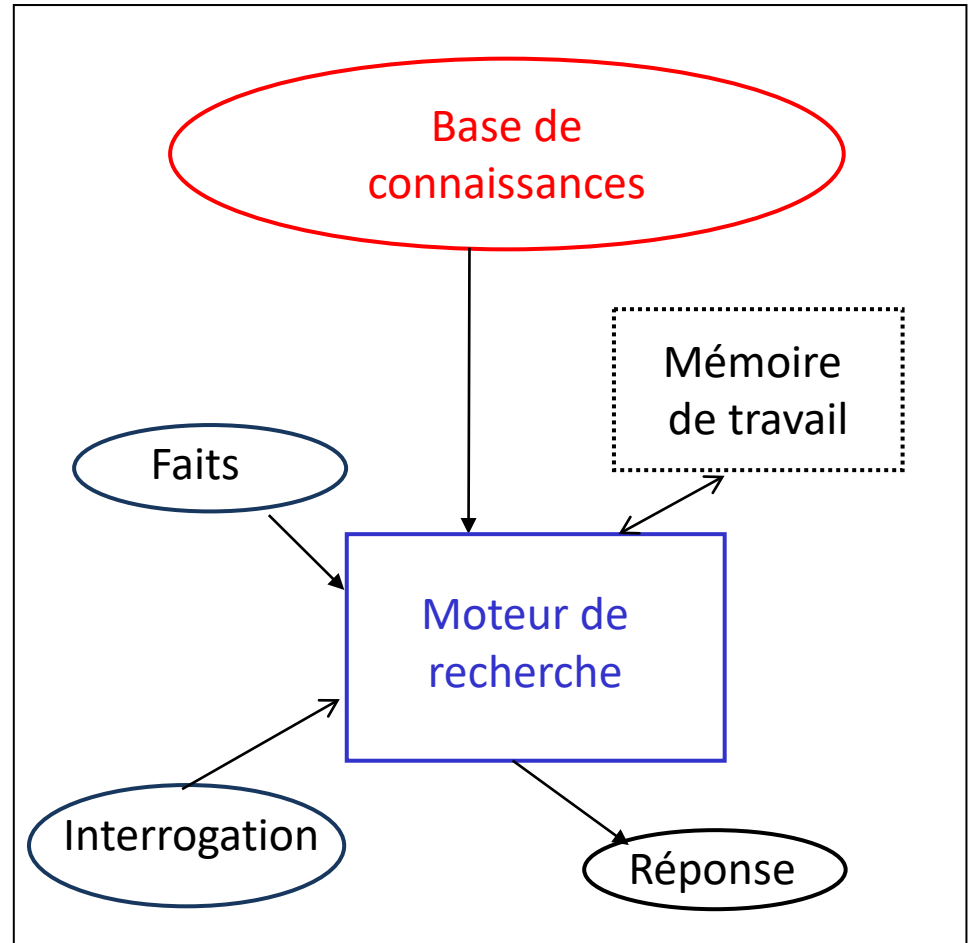 Base de
connaissances
Mémoire
de travail
Faits
Moteur de
recherche
Interrogation
Réponse